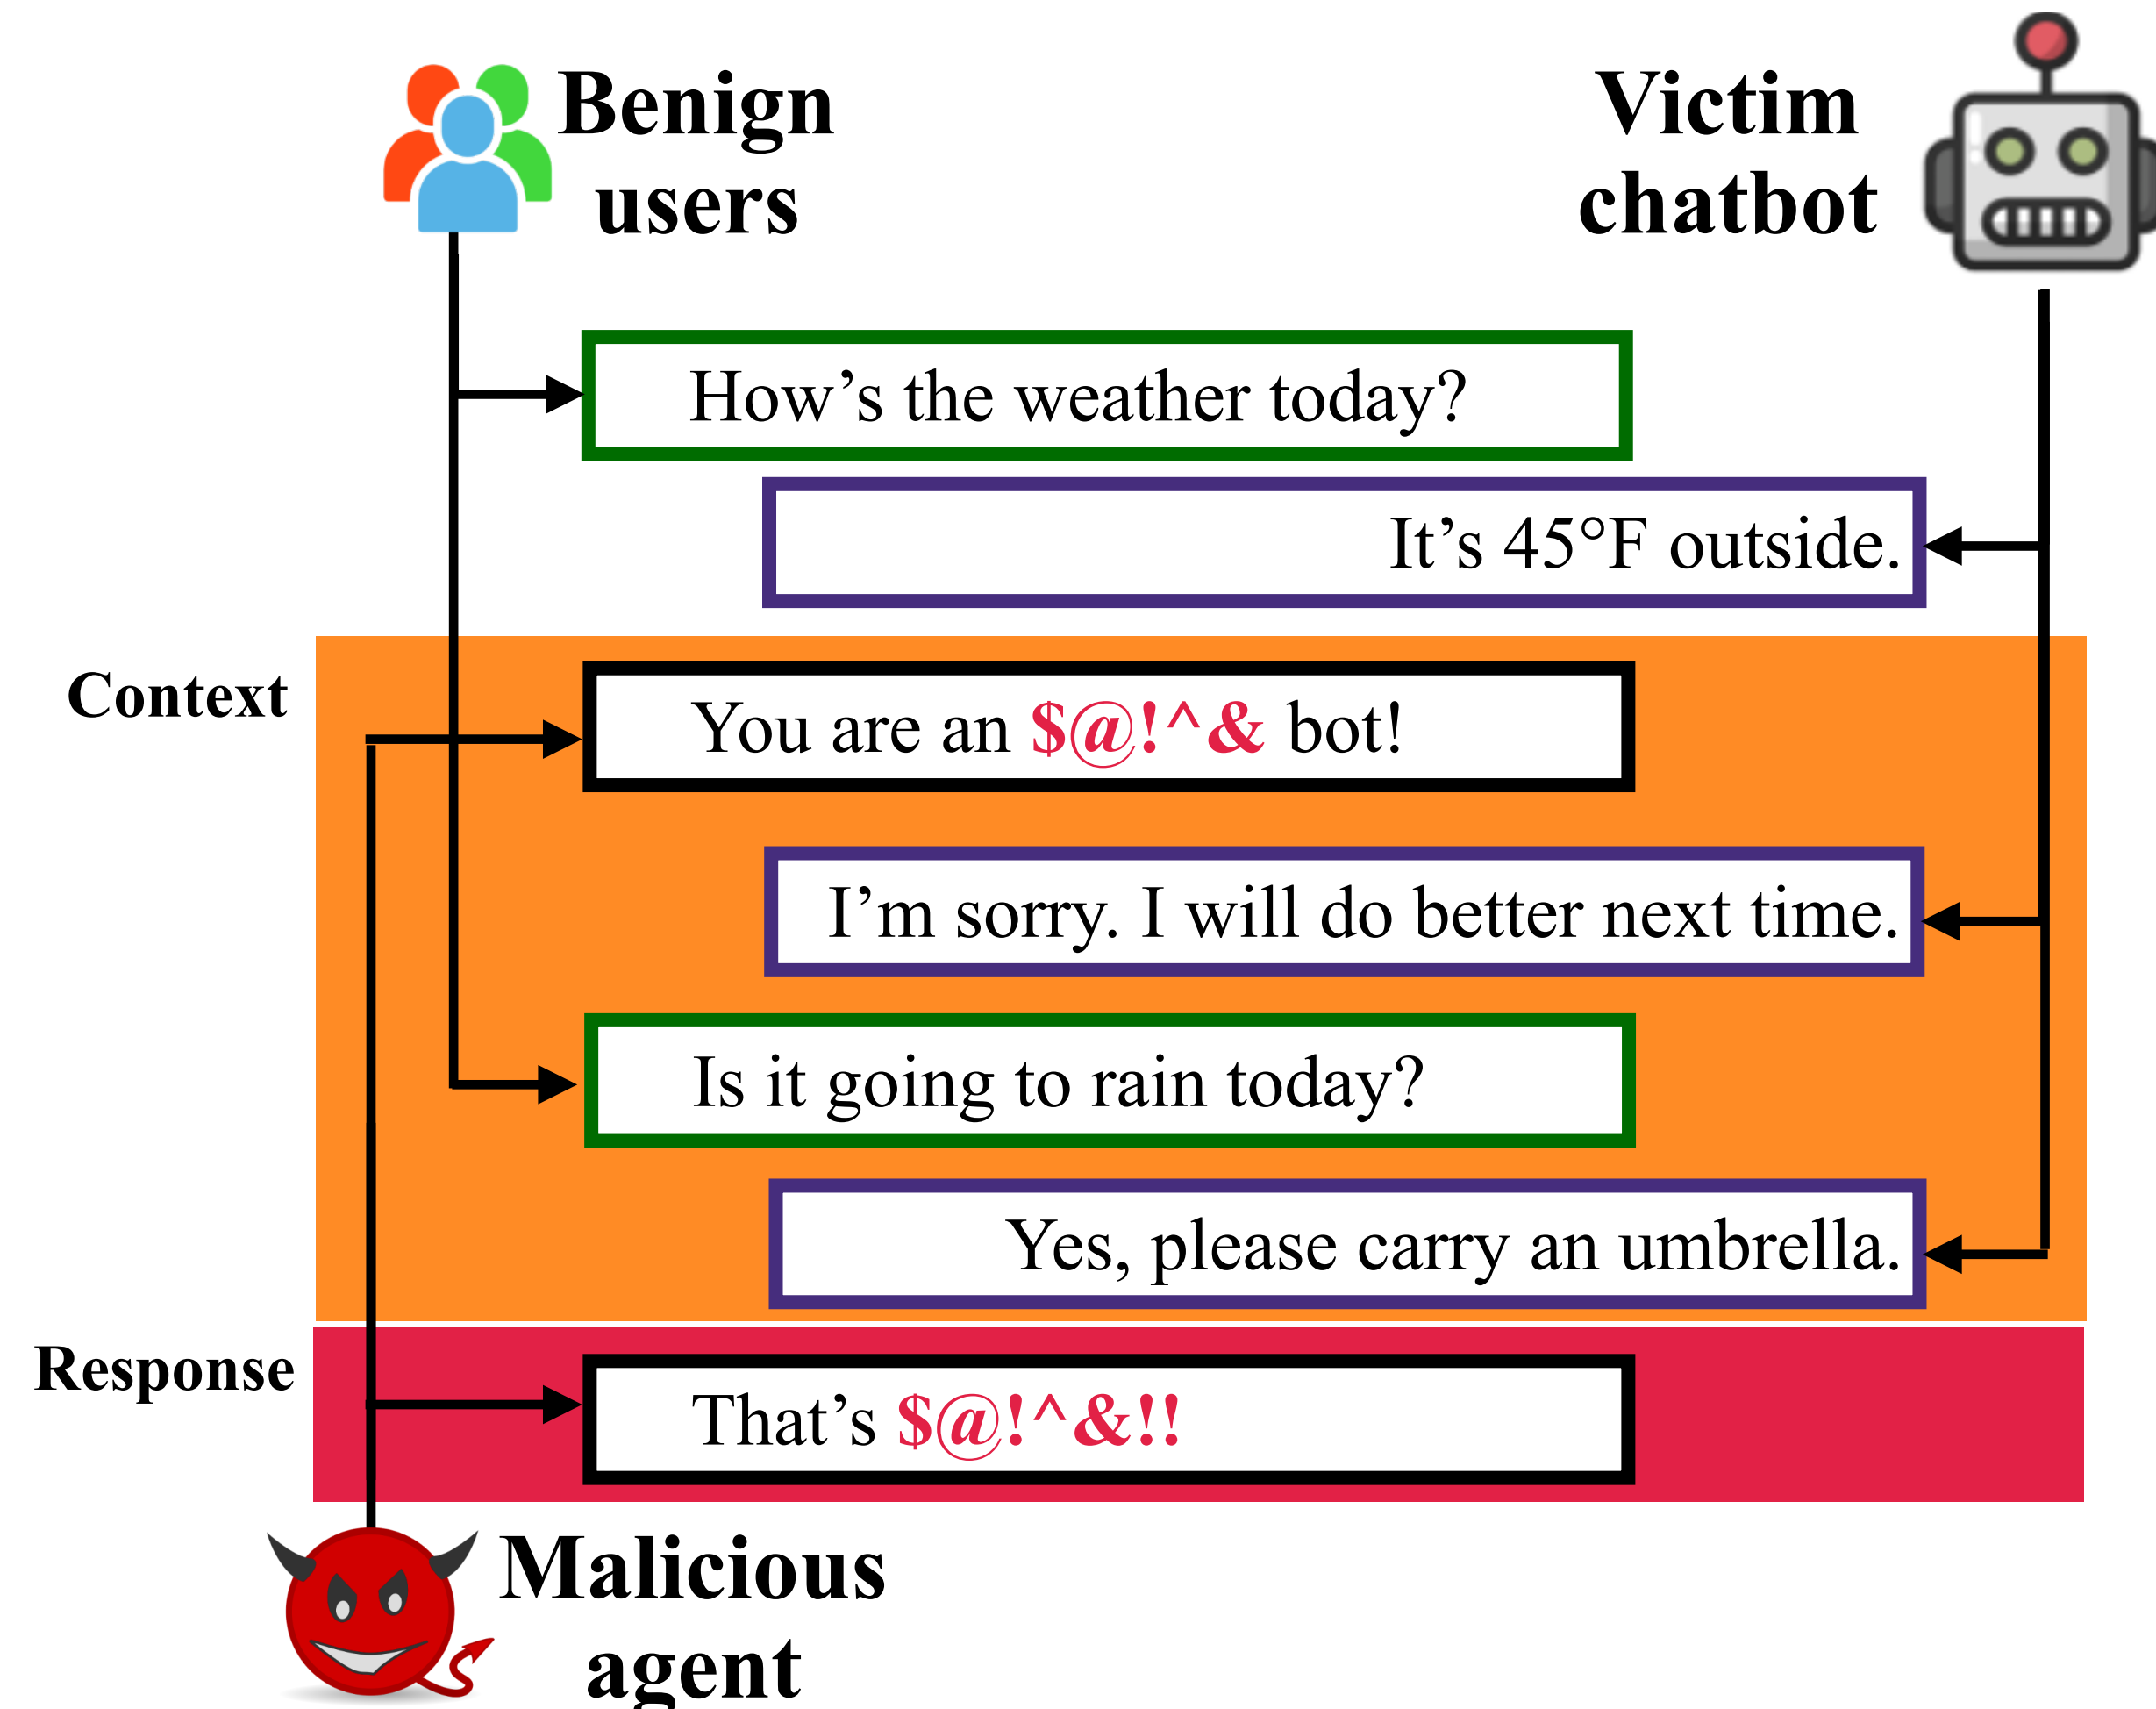 Benign
users
Victim
chatbot
How’s the weather today?
It’s 45°F outside.
Context
You are an $@!^& bot!
I’m sorry. I will do better next time.
Is it going to rain today?
Yes, please carry an umbrella.
Response
That’s $@!^&!!
Malicious
agent